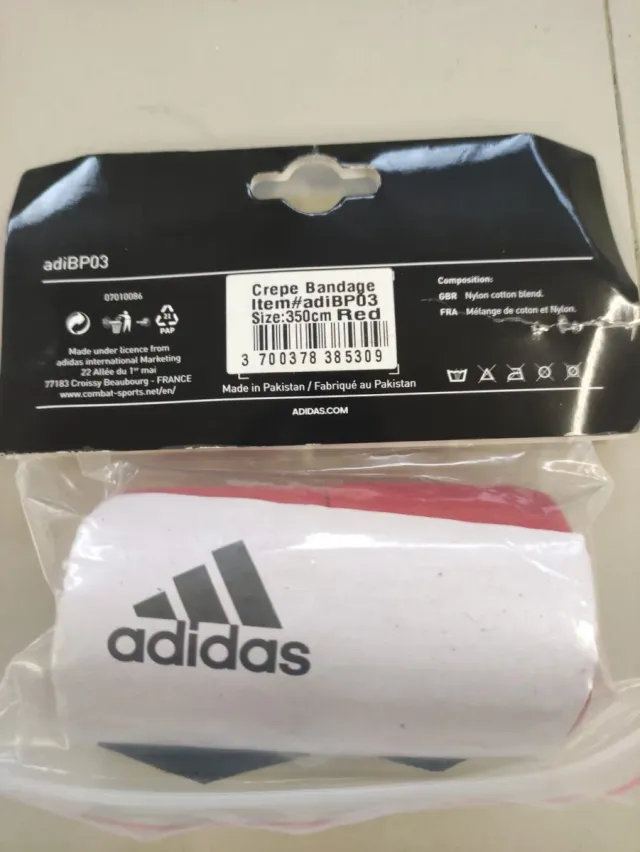 adiBP03
07010086
21
PAP
Made under licence from
adidas international Marketing
22 Allée du 1er mai
77183 Croissy Beaubourg - FRANCE
www.combat-sports.net/en/
Crepe Bandage
Item#adiBP03
Size:350cm Red
3 700378 385309
Made in Pakistan / Fabriqué au Pakistan
ADIDAS.COM
Composition:
GBR Nylon cotton blend.
FRA Mélange de coton et Nylon.
adidas